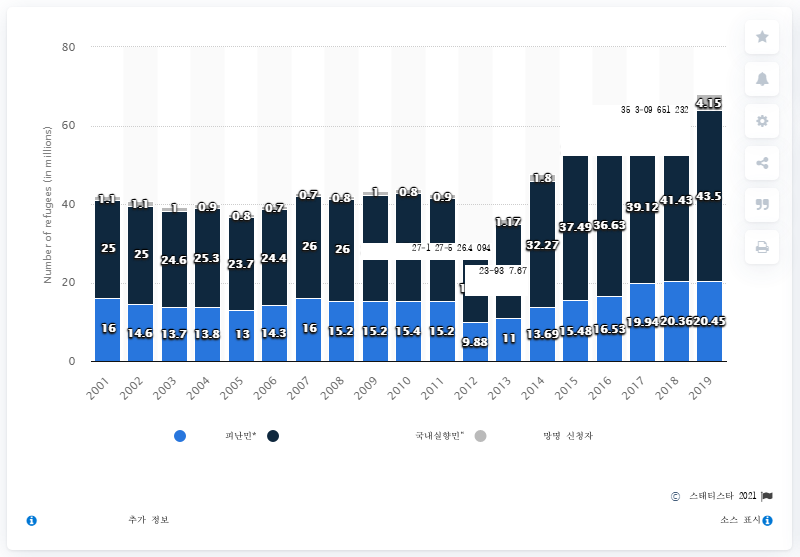 80
60
40
20
0
Number of refugees (in millions)
1.1 1.1 1 0.9 0.8 0.7 0.7 0.8 1 0.8 0.9 1.17 1.8 4.15
35 3-09 651 232
25 25 24.6 25.3 23.7 24.4 26 26 32.27 37.49 36.63 39.12 41.43 43.5
27-1 27-5 26.4 094
23-93 7.67
16 14.6 13.7 13.8 13 14.3 16 15.2 15.2 15.4 15.2 9.88 11 13.69 15.48 16.53 19.94 20.36 20.45
2001 2002 2003 2004 2005 2006 2007 2008 2009 2010 2011 2012 2013 2014 2015 2016 2017 2018 2019
피난민* 국내실향민" 망명 신청자
© 스태티스타 2021
추가 정보 소스 표시